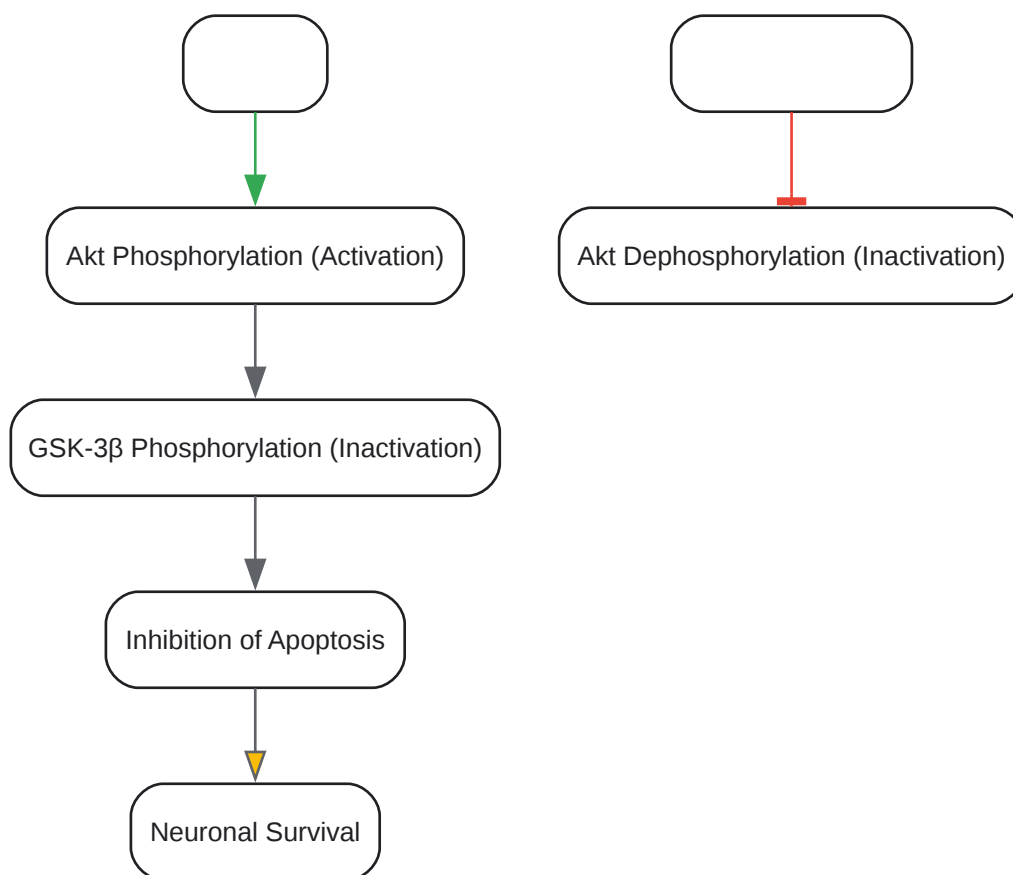 Akt Phosphorylation (Activation)
Akt Dephosphorylation (Inactivation)
GSK-3β Phosphorylation (Inactivation)
Inhibition of Apoptosis
Neuronal Survival